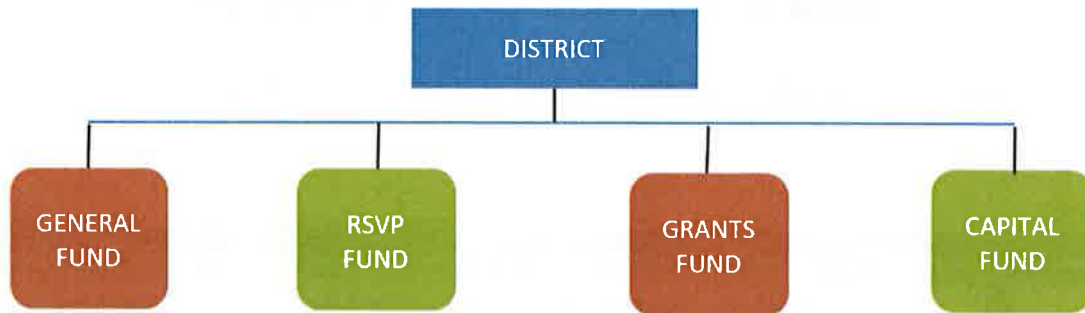 DISTRICT
GENERAL
FUND
RSVP
FUND
GRANTS
FUND
CAPITAL
FUND